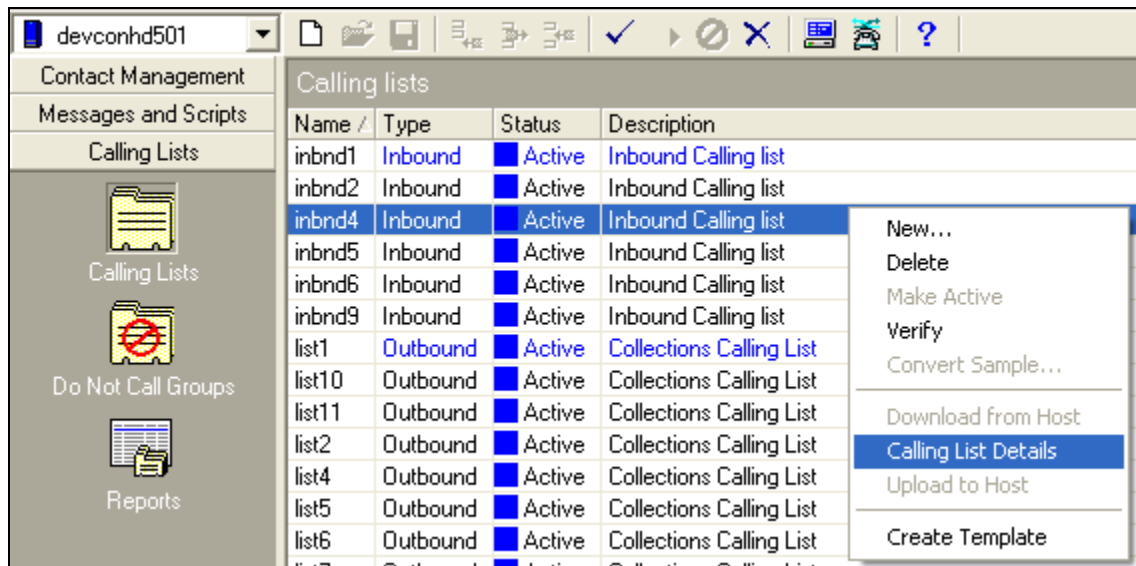 devconhd501
?
Contact Management
Messages and Scripts
Calling Lists
Calling Lists
Do Not Call Groups
Reports
Calling lists
Name Type Status Description
inbnd1 Inbound Active Inbound Calling list
inbnd2 Inbound Active Inbound Calling list
inbnd4 Inbound Active Inbound Calling list
inbnd5 Inbound Active Inbound Calling list
inbnd6 Inbound Active Inbound Calling list
inbnd9 Inbound Active Inbound Calling list
list1 Outbound Active Collections Calling List
list10 Outbound Active Collections Calling List
list11 Outbound Active Collections Calling List
list2 Outbound Active Collections Calling List
list4 Outbound Active Collections Calling List
list5 Outbound Active Collections Calling List
list6 Outbound Active Collections Calling List
New...
Delete
Make Active
Verify
Convert Sample...
Download from Host
Calling List Details
Upload to Host
Create Template